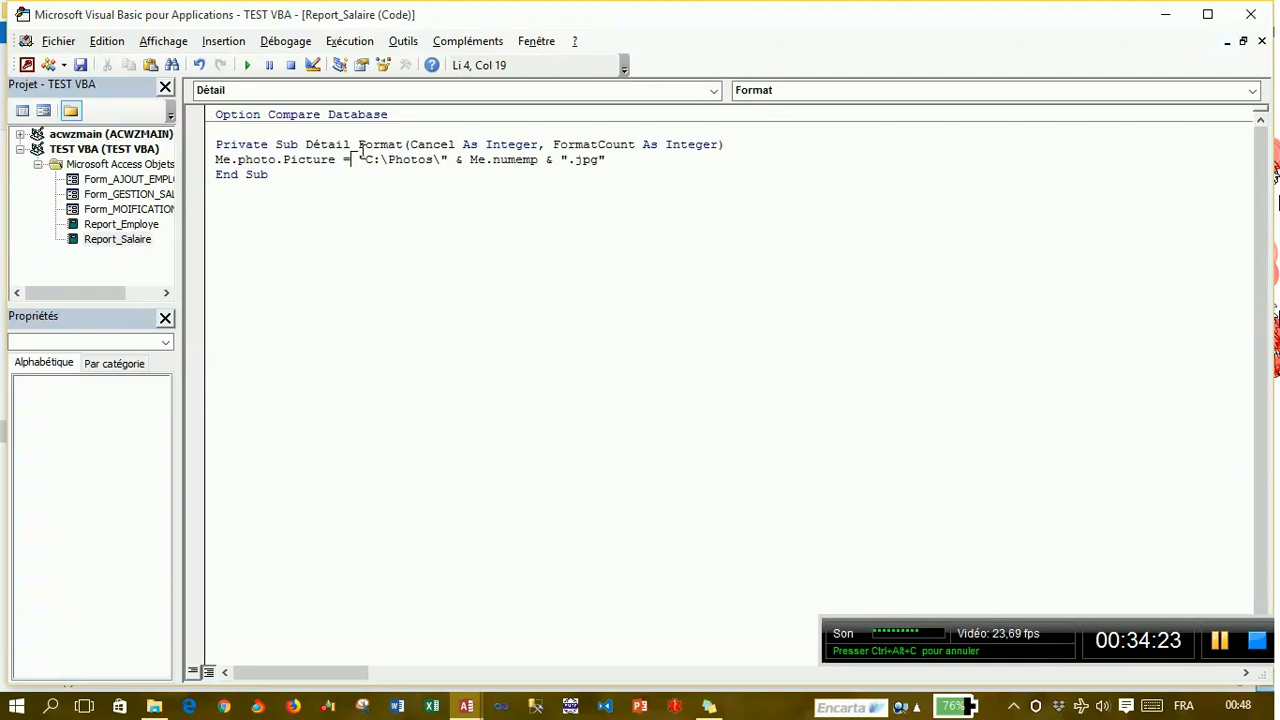 Microsoft Visual Basic pour Applications - TEST VBA - [Report_Salaire (Code)]
Fichier Edition Affichage Insertion Débogage Exécution Outils Compléments Fenêtre ?
Li 4, Col 19
Projet - TEST VBA
Détail
Format
acwzmain (ACWZMAIN)
TEST VBA (TEST VBA)
Microsoft Access Objets
Form_AJOUT_EMPL
Form_GESTION_SAL
Form_MOIFICATION
Report_Employe
Report_Salaire
Option Compare Database
Private Sub Détail_Format(Cancel As Integer, FormatCount As Integer)
Me.photo.Picture = "C:\Photos\" & Me.numemp & ".jpg"
End Sub
Propriétés
Alphabétique Par catégorie
Son
Vidéo: 23,69 fps
Presser Ctrl+Alt+C pour annuler
00:34:23
Encarta
76%
FRA
00:48